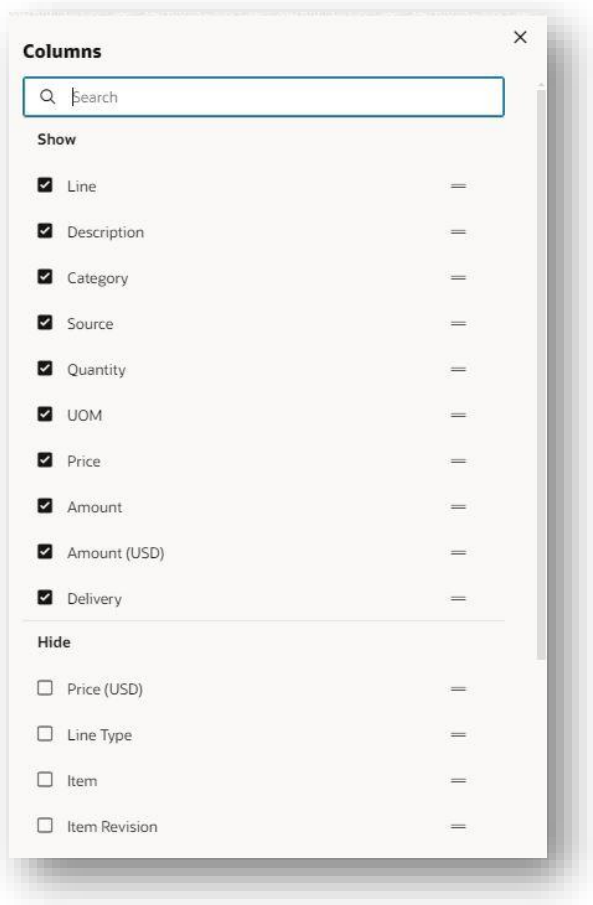 Columns
Search
Show
Line
Description
Category
Source
Quantity
UOM
Price
Amount
Amount (USD)
Delivery
Hide
Price (USD)
Line Type
Item
Item Revision